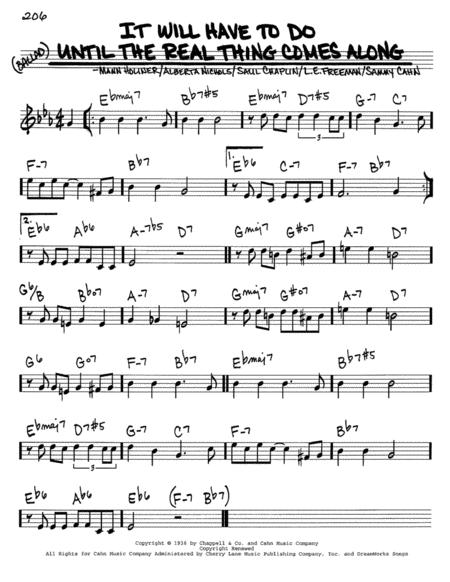 206
IT WILL HAVE TO DO
(BALLAD) UNTIL THE REAL THING COMES ALONG
-MANN HOLINER/ALBERTA NICHOLS/SAUL CHAPLIN/L.E. FREEMAN/SAMMY CAHN
Ebmaj7 Bb7#5 Ebmaj7 D7#5 G-7 C7
3 3
F-7 Bb7 1. Eb6 C-7 F-7 Bb7
2. Eb6 Ab6 A-7b5 D7 Gmaj7 G#o7 A-7 D7
G6/B Bbo7 A-7 D7 Gmaj7 G#o7 A-7 D7
G6 Go7 F-7 Bb7 Ebmaj7 Bb7#5
Ebmaj7 D7#5 G-7 C7 F-7 Bb7
3 3
Eb6 Ab6 Eb6 (F-7 Bb7)
Copyright © 1936 by Chappell & Co. and Cahn Music Company
Copyright Renewed
All Rights for Cahn Music Company Administered by Cherry Lane Music Publishing Company, Inc. and DreamWorks Songs